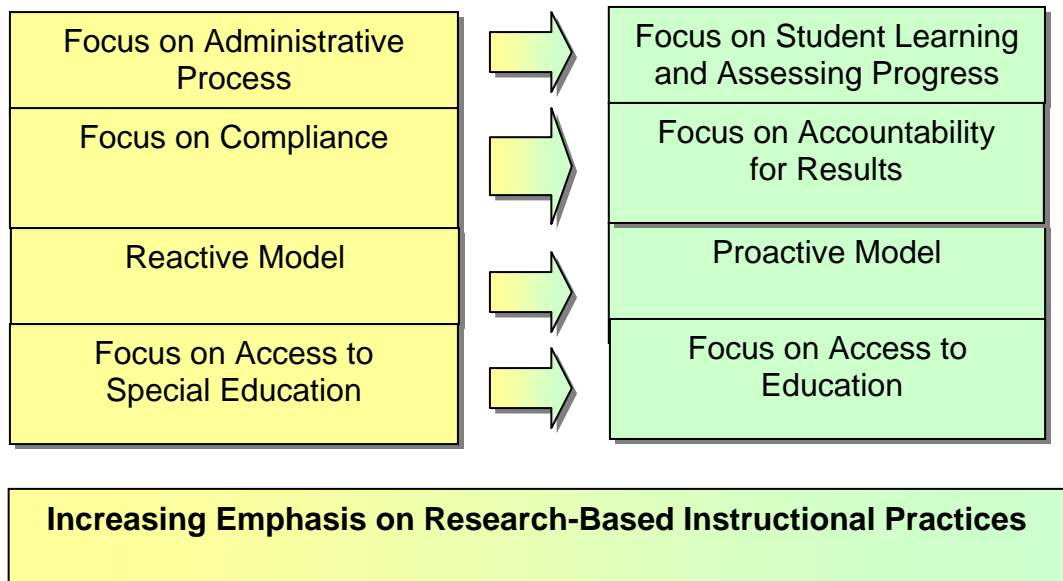 Focus on Administrative
Process
Focus on Student Learning
and Assessing Progress
Focus on Compliance
Focus on Accountability
for Results
Reactive Model
Proactive Model
Focus on Access to
Special Education
Focus on Access to
Education
Increasing Emphasis on Research-Based Instructional Practices